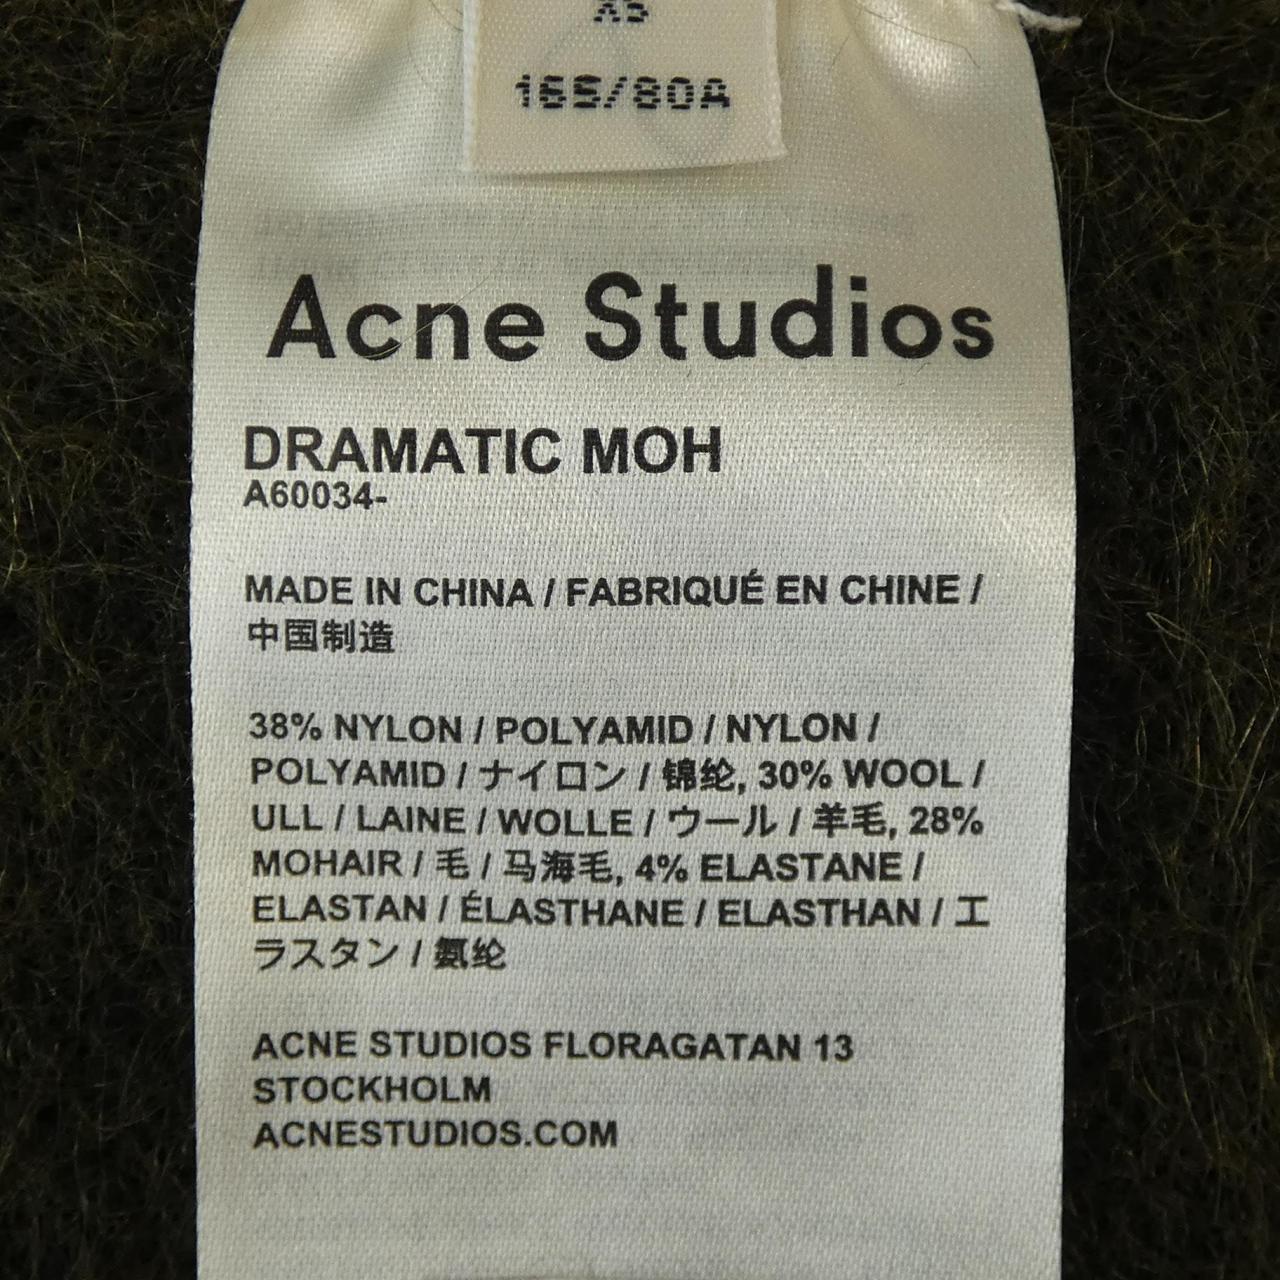 XS
165/80A
Acne Studios
DRAMATIC MOH
A60034-
MADE IN CHINA / FABRIQUÉ EN CHINE /
中国制造
38% NYLON / POLYAMID / NYLON /
POLYAMID / ナイロン / 锦纶, 30% WOOL /
ULL / LAINE / WOLLE / ウール / 羊毛, 28%
MOHAIR / 毛 / 马海毛, 4% ELASTANE /
ELASTAN / ÉLASTHANE / ELASTHAN / エ
ラスタン / 氨纶
ACNE STUDIOS FLORAGATAN 13
STOCKHOLM
ACNESTUDIOS.COM